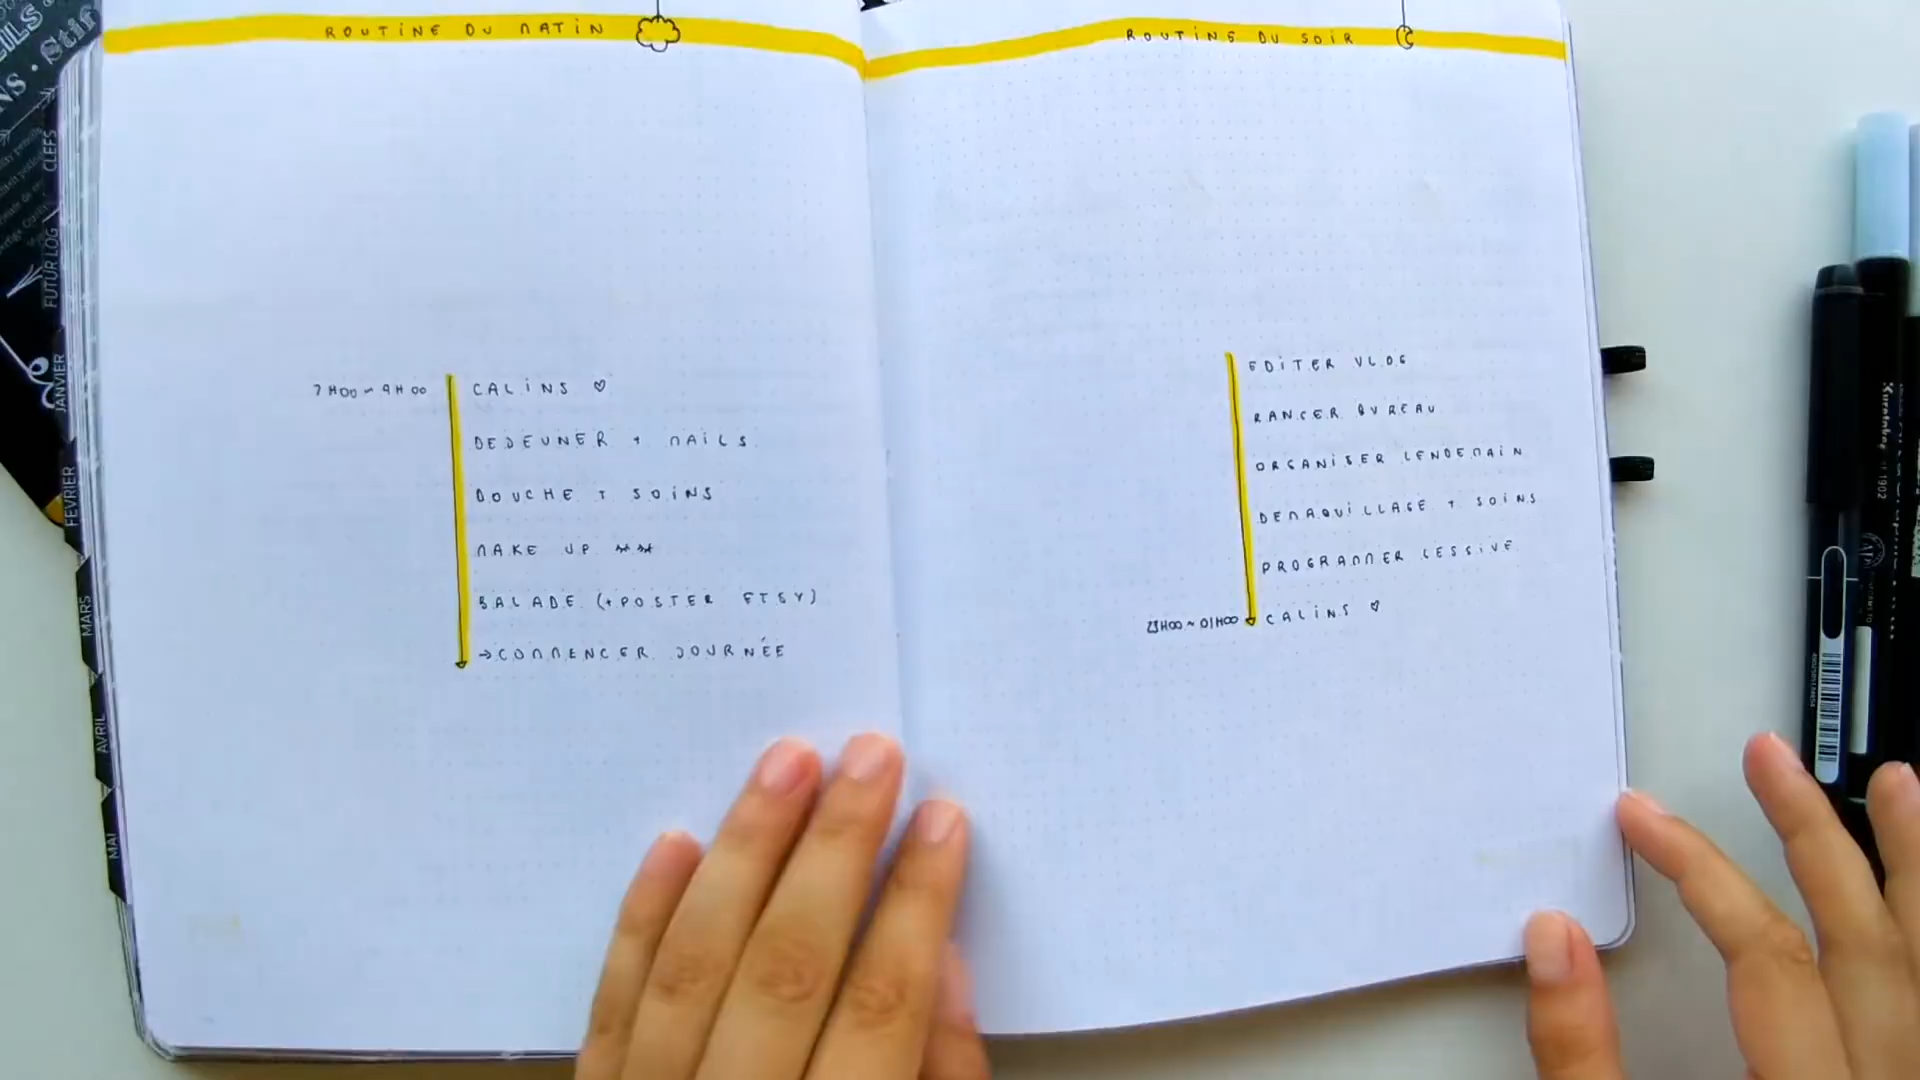 ROUTINE DU MATIN
7H00 ~ 9H00
CALINS ♡
DEJEUNER + MAILS
DOUCHE + SOINS
MAKE UP **
BALADE (+POSTER ETSY)
→ COMMENCER JOURNÉE
ROUTINE DU SOIR
EDITER VLOG
RANGER BUREAU
ORGANISER LENDEMAIN
DEMAQUILLAGE + SOINS
PROGRAMMER LESSIVE
23H00 ~ 01H00
CALINS ♡
CLEFS
FUTUR LOG
JANVIER
FEVRIER
MARS
AVRIL
MAI
Kuretake